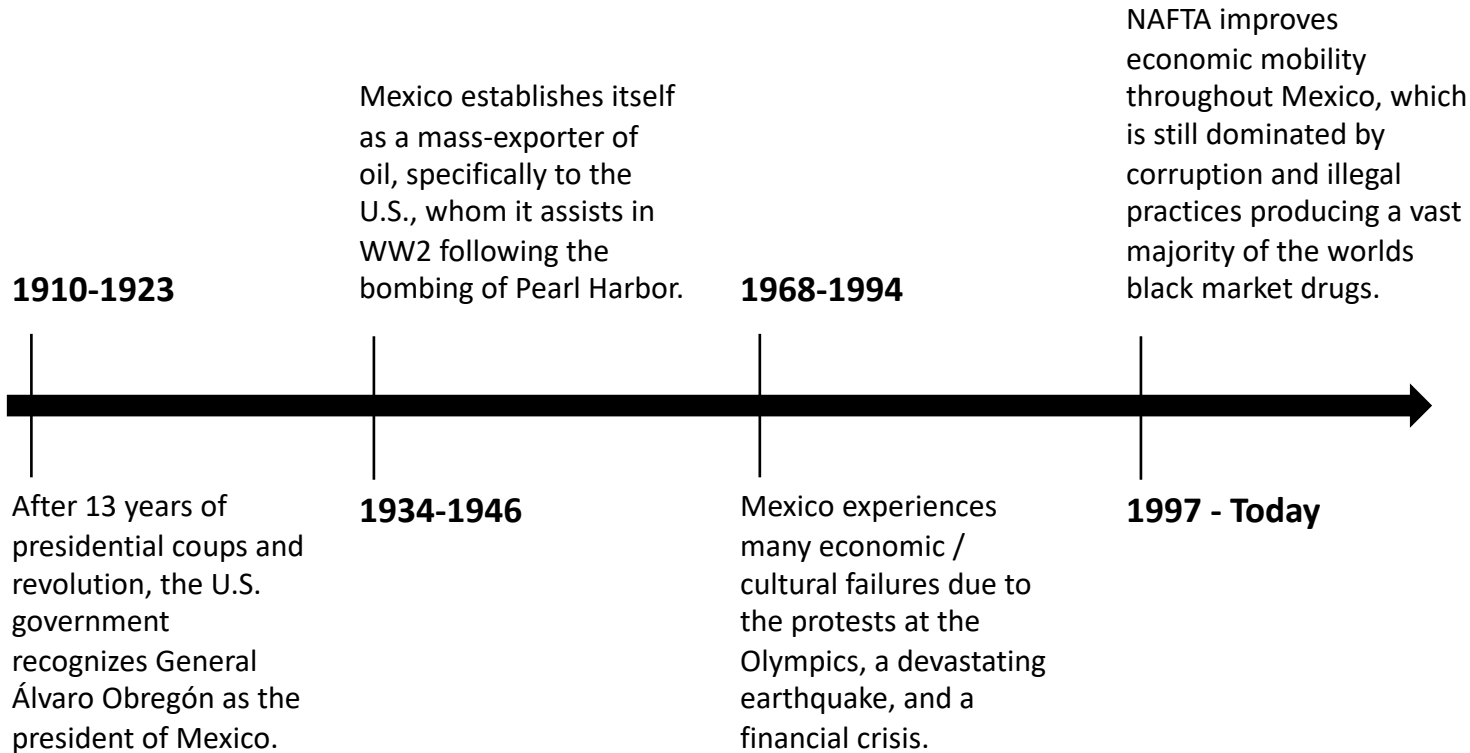 1910-1923
After 13 years of
presidential coups and
revolution, the U.S.
government
recognizes General
Álvaro Obregón as the
president of Mexico.
Mexico establishes itself
as a mass-exporter of
oil, specifically to the
U.S., whom it assists in
WW2 following the
bombing of Pearl Harbor.
1934-1946
1968-1994
Mexico experiences
many economic /
cultural failures due to
the protests at the
Olympics, a devastating
earthquake, and a
financial crisis.
NAFTA improves
economic mobility
throughout Mexico, which
is still dominated by
corruption and illegal
practices producing a vast
majority of the worlds
black market drugs.
1997 - Today